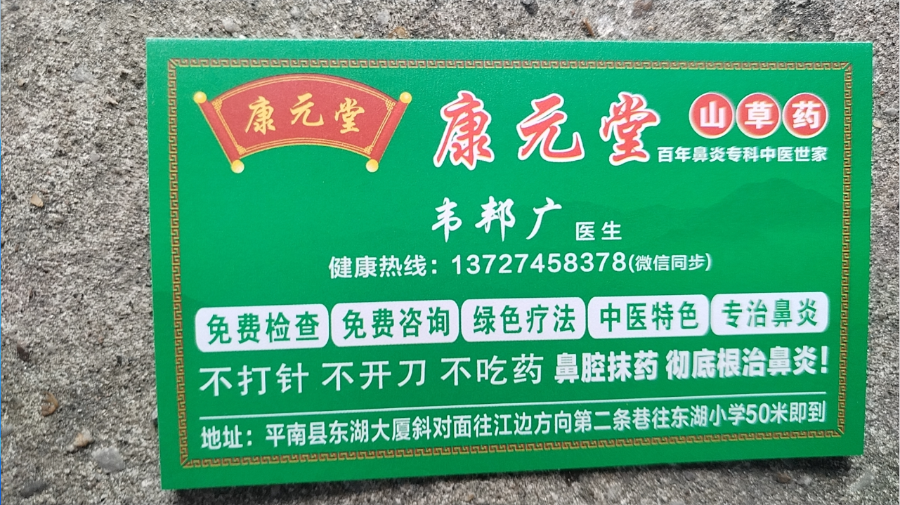 康元堂
康元堂
山草药
百年鼻炎专科中医世家
韦邦广 医生
健康热线：13727458378(微信同步)
免费检查 免费咨询 绿色疗法 中医特色 专治鼻炎
不打针 不开刀 不吃药 鼻腔抹药 彻底根治鼻炎！
地址：平南县东湖大厦斜对面往江边方向第二条巷往东湖小学50米即到